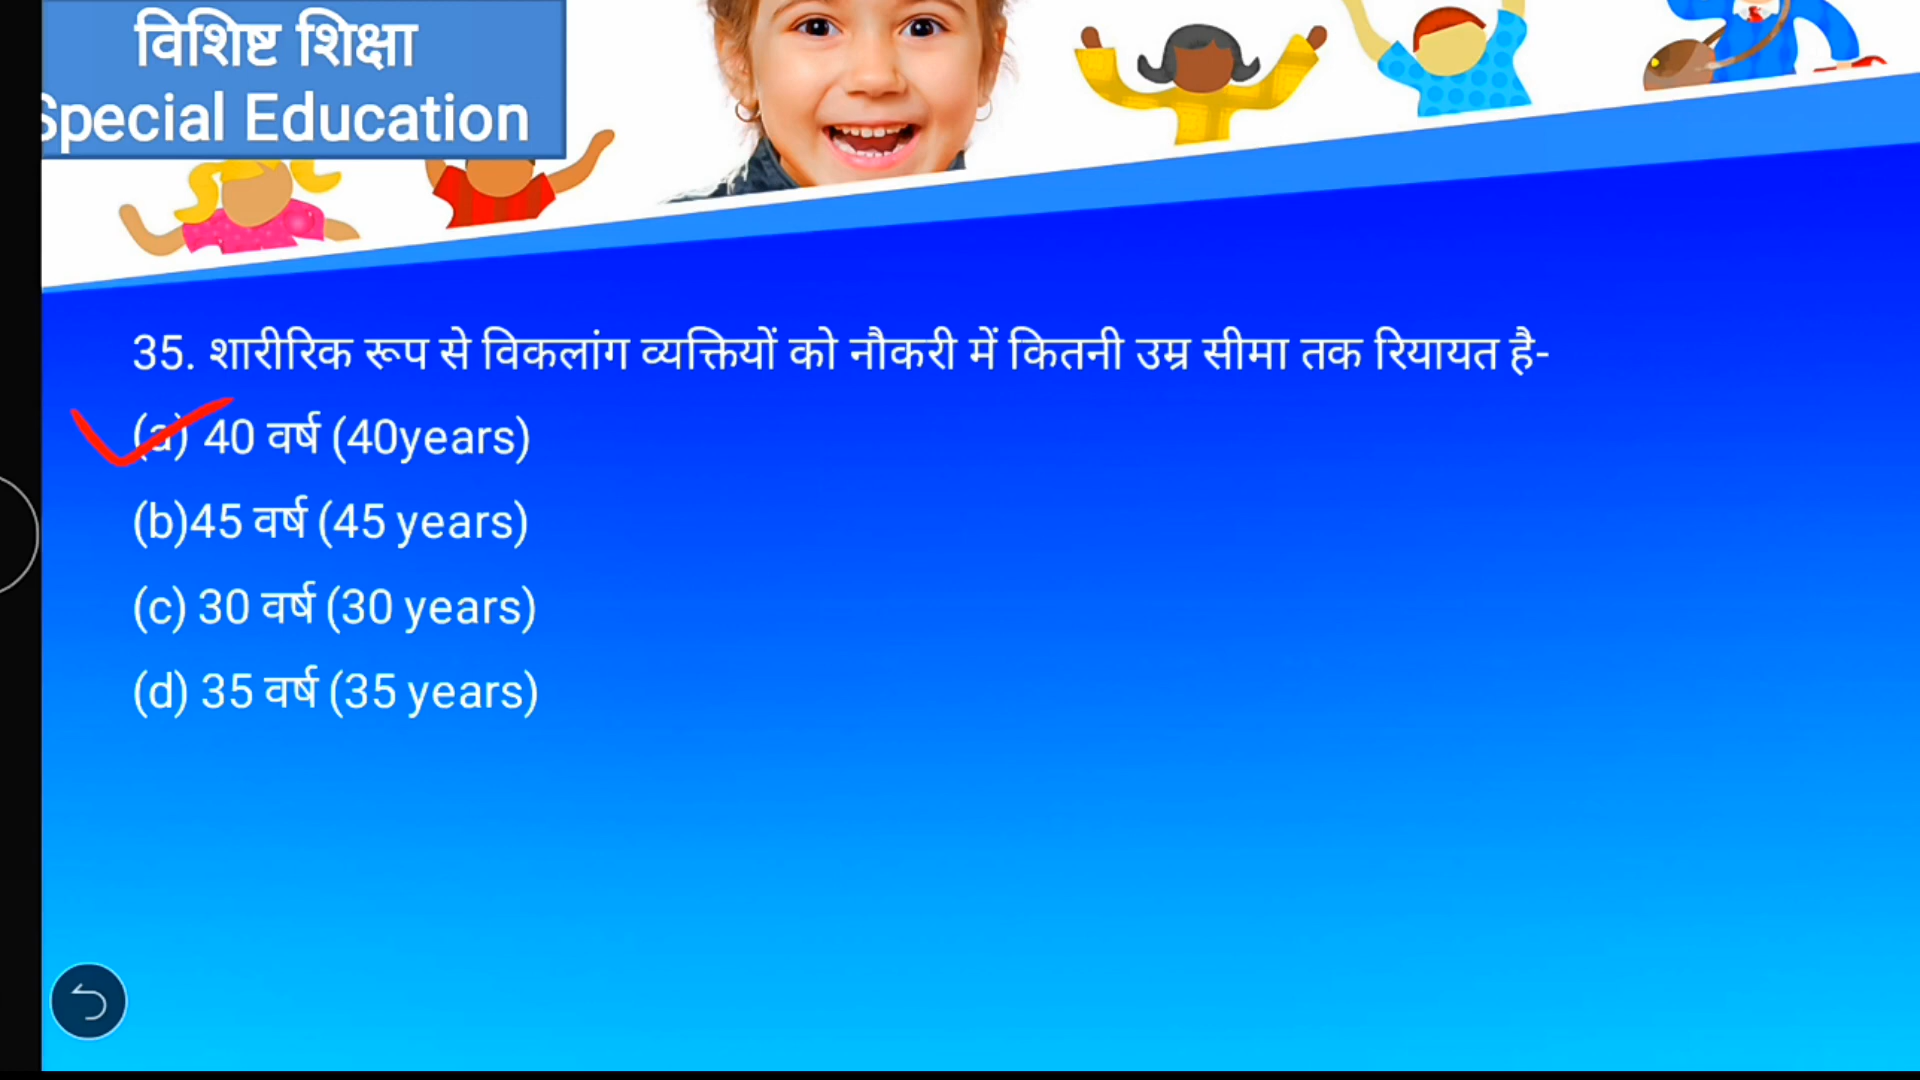 विशिष्ट शिक्षा
Special Education
35. शारीरिक रूप से विकलांग व्यक्तियों को नौकरी में कितनी उम्र सीमा तक रियायत है-
(a) 40 वर्ष (40years)
(b)45 वर्ष (45 years)
(c) 30 वर्ष (30 years)
(d) 35 वर्ष (35 years)